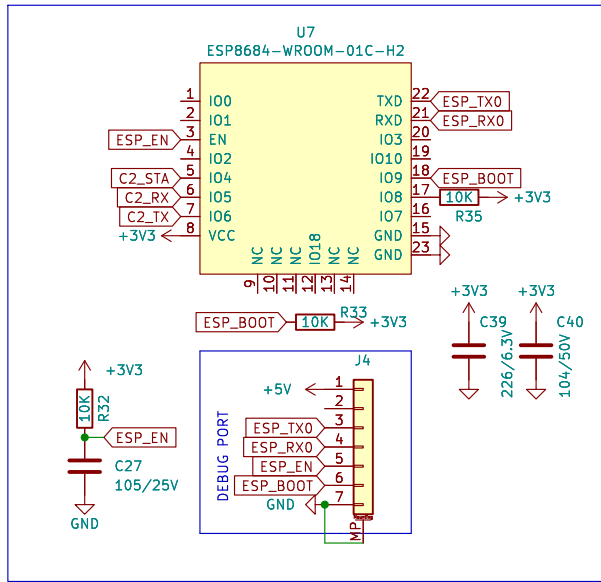 U7
ESP8684-WROOM-01C-H2
1 IO0 TXD 22 ESP_TX0
2 IO1 RXD 21 ESP_RX0
ESP_EN 3 EN IO3 20
4 IO2 IO10 19
C2_STA 5 IO4 IO9 18 ESP_BOOT
C2_RX 6 IO5 IO8 17 10K +3V3
R35
C2_TX 7 IO6 IO7 16
+3V3 8 VCC GND 15
GND 23
NC NC NC IO18 NC NC
9 10 11 12 13 14
ESP_BOOT 10K R33 +3V3
+3V3 +3V3
C39 C40
226/6.3V 104/50V
J4
+5V 1
2
ESP_TX0 3
ESP_RX0 4
ESP_EN 5
ESP_BOOT 6
GND 7
MP
DEBUG PORT
+3V3
10K R32
ESP_EN
C27
105/25V
GND